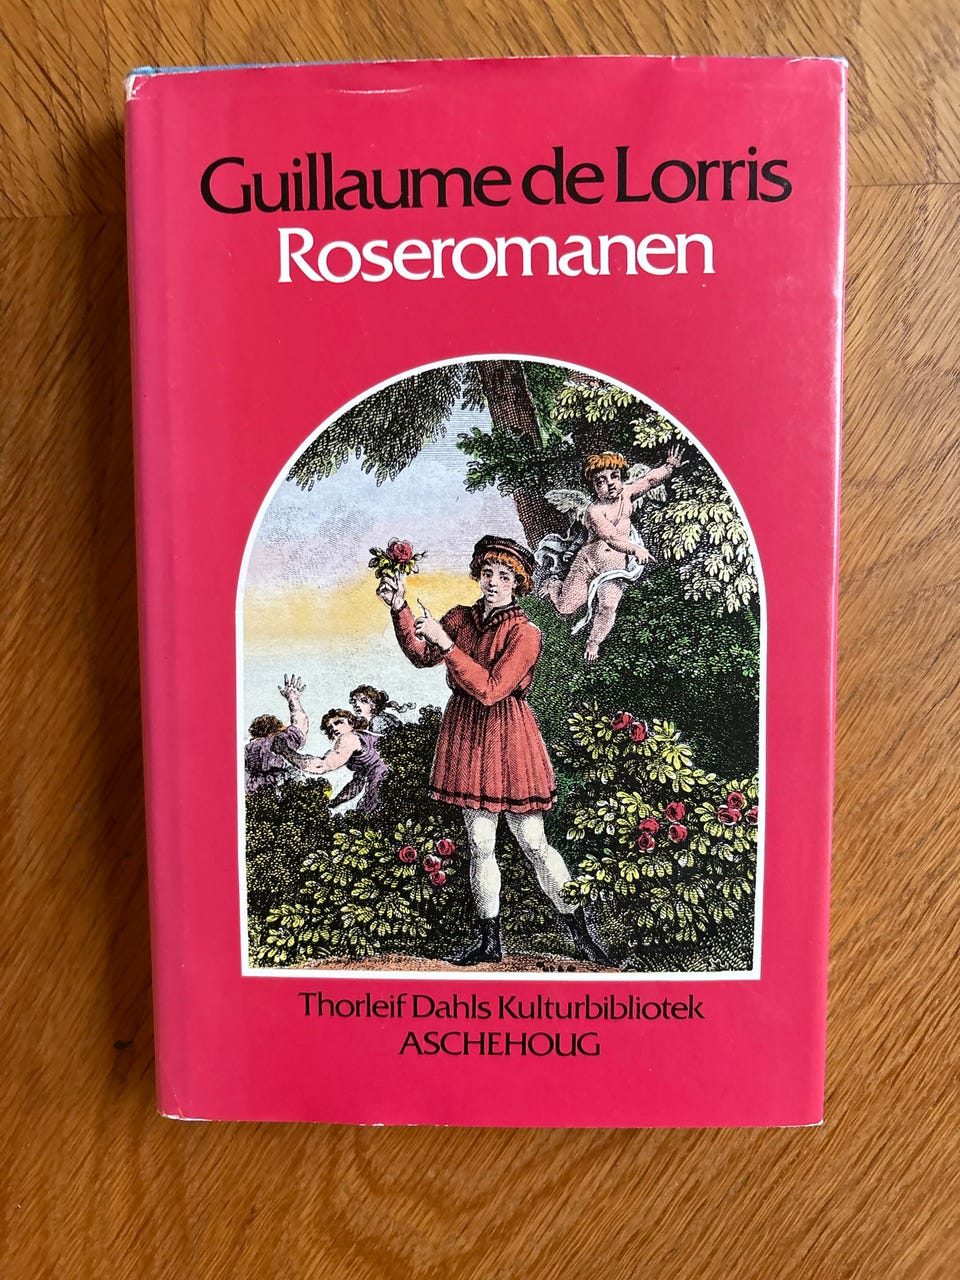 Guillaume de Lorris
Roseromanen
Thorleif Dahls Kulturbibliotek
ASCHEHOUG